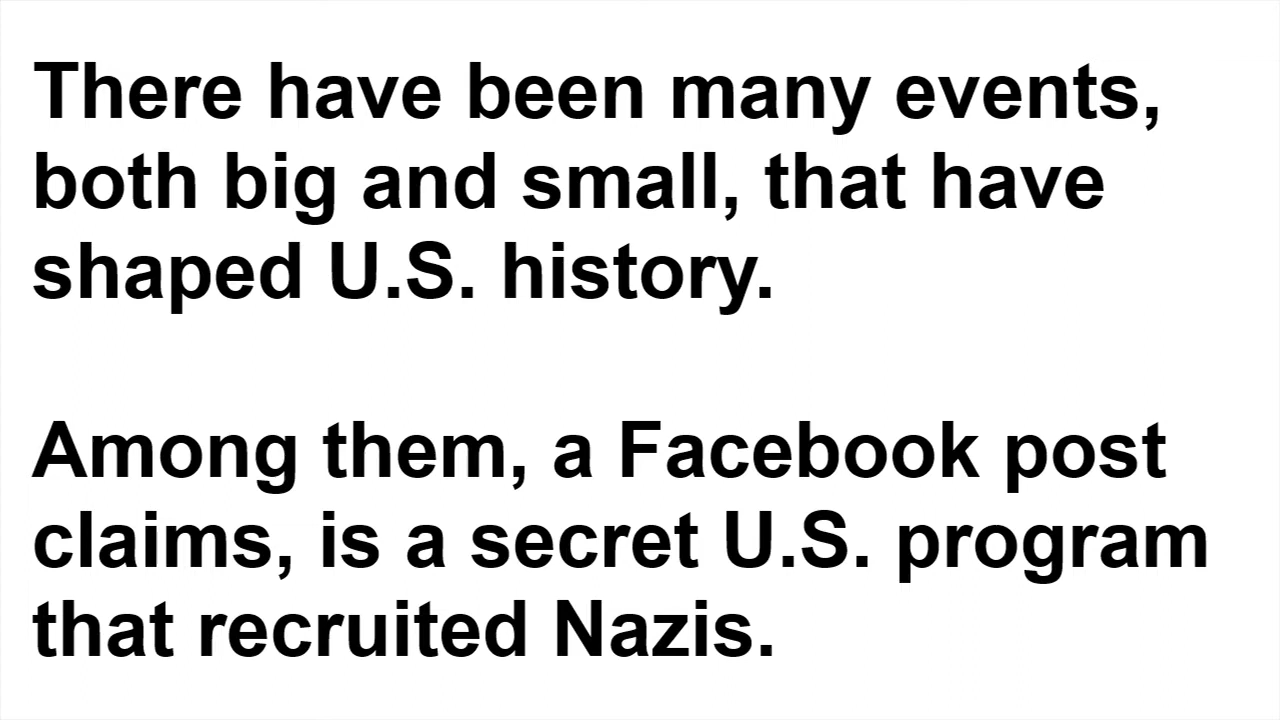 There have been many events,
both big and small, that have
shaped U.S. history.
Among them, a Facebook post
claims, is a secret U.S. program
that recruited Nazis.